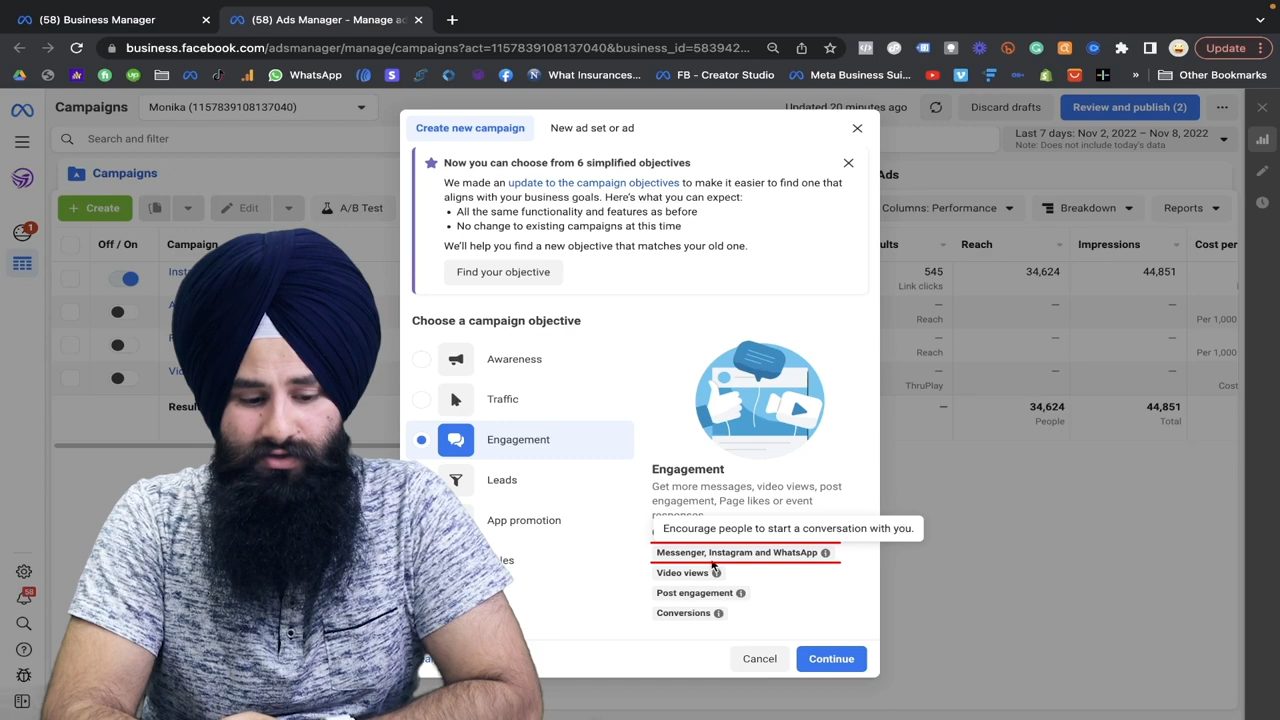 (58) Business Manager
(58) Ads Manager - Manage ad
business.facebook.com/adsmanager/manage/campaigns?act=1157839108137040&business_id=583942...
Update
WhatsApp
What Insurances...
FB - Creator Studio
Meta Business Sui...
Other Bookmarks
Campaigns
Monika (1157839108137040)
Updated 20 minutes ago
Discard drafts
Review and publish (2)
Search and filter
Last 7 days: Nov 2, 2022 – Nov 8, 2022
Note: Does not include today's data
Campaigns
Ads
+ Create
Edit
A/B Test
Columns: Performance
Breakdown
Reports
Off / On
Campaign
Reach
Impressions
Cost per
545
Link clicks
34,624
44,851
Reach
Per 1,000
Reach
Per 1,000
ThruPlay
Cost
34,624
People
44,851
Total
1
58
Create new campaign
New ad set or ad
Now you can choose from 6 simplified objectives
We made an update to the campaign objectives to make it easier to find one that
aligns with your business goals. Here's what you can expect:
• All the same functionality and features as before
• No change to existing campaigns at this time
We'll help you find a new objective that matches your old one.
Find your objective
Choose a campaign objective
Awareness
Traffic
Engagement
Leads
App promotion
Engagement
Get more messages, video views, post
engagement, Page likes or event
Encourage people to start a conversation with you.
Messenger, Instagram and WhatsApp
Video views
Post engagement
Conversions
Cancel
Continue